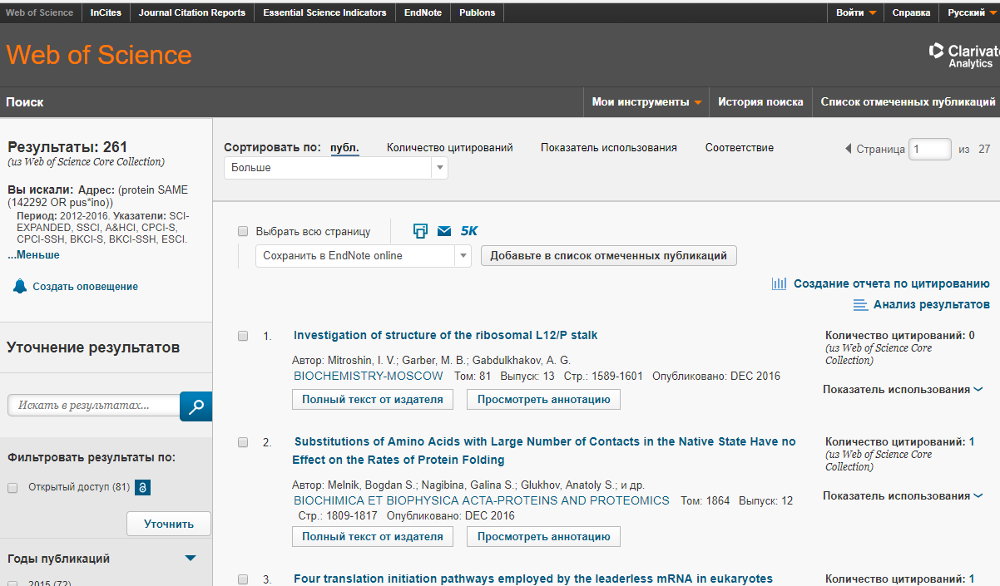 Web of Science InCites Journal Citation Reports Essential Science Indicators EndNote Publons Войти Справка Русский
Web of Science
Clarivate
Analytics
Поиск Мои инструменты История поиска Список отмеченных публикаций
Результаты: 261
(из Web of Science Core Collection)
Вы искали: Адрес: (protein SAME
(142292 OR pus*ino))
Период: 2012-2016. Указатели: SCI-
EXPANDED, SSCI, A&HCI, CPCI-S,
CPCI-SSH, BKCI-S, BKCI-SSH, ESCI.
...Меньше
Создать оповещение
Уточнение результатов
Искать в результатах...
Фильтровать результаты по:
Открытый доступ (81)
Уточнить
Годы публикаций
2015 (72)
Сортировать по: публ. Количество цитирований Показатель использования Соответствие
Больше
Страница 1 из 27
Выбрать всю страницу 5K
Сохранить в EndNote online Добавьте в список отмеченных публикаций
Создание отчета по цитированию
Анализ результатов
1. Investigation of structure of the ribosomal L12/P stalk
Автор: Mitroshin, I. V.; Garber, M. B.; Gabdulkhakov, A. G.
BIOCHEMISTRY-MOSCOW Том: 81 Выпуск: 13 Стр.: 1589-1601 Опубликовано: DEC 2016
Полный текст от издателя Просмотреть аннотацию
Количество цитирований: 0
(из Web of Science Core
Collection)
Показатель использования
2. Substitutions of Amino Acids with Large Number of Contacts in the Native State Have no
Effect on the Rates of Protein Folding
Автор: Melnik, Bogdan S.; Nagibina, Galina S.; Glukhov, Anatoly S.; и др.
BIOCHIMICA ET BIOPHYSICA ACTA-PROTEINS AND PROTEOMICS Том: 1864 Выпуск: 12
Стр.: 1809-1817 Опубликовано: DEC 2016
Полный текст от издателя Просмотреть аннотацию
Количество цитирований: 1
(из Web of Science Core
Collection)
Показатель использования
3. Four translation initiation pathways employed by the leaderless mRNA in eukaryotes
Количество цитирований: 1